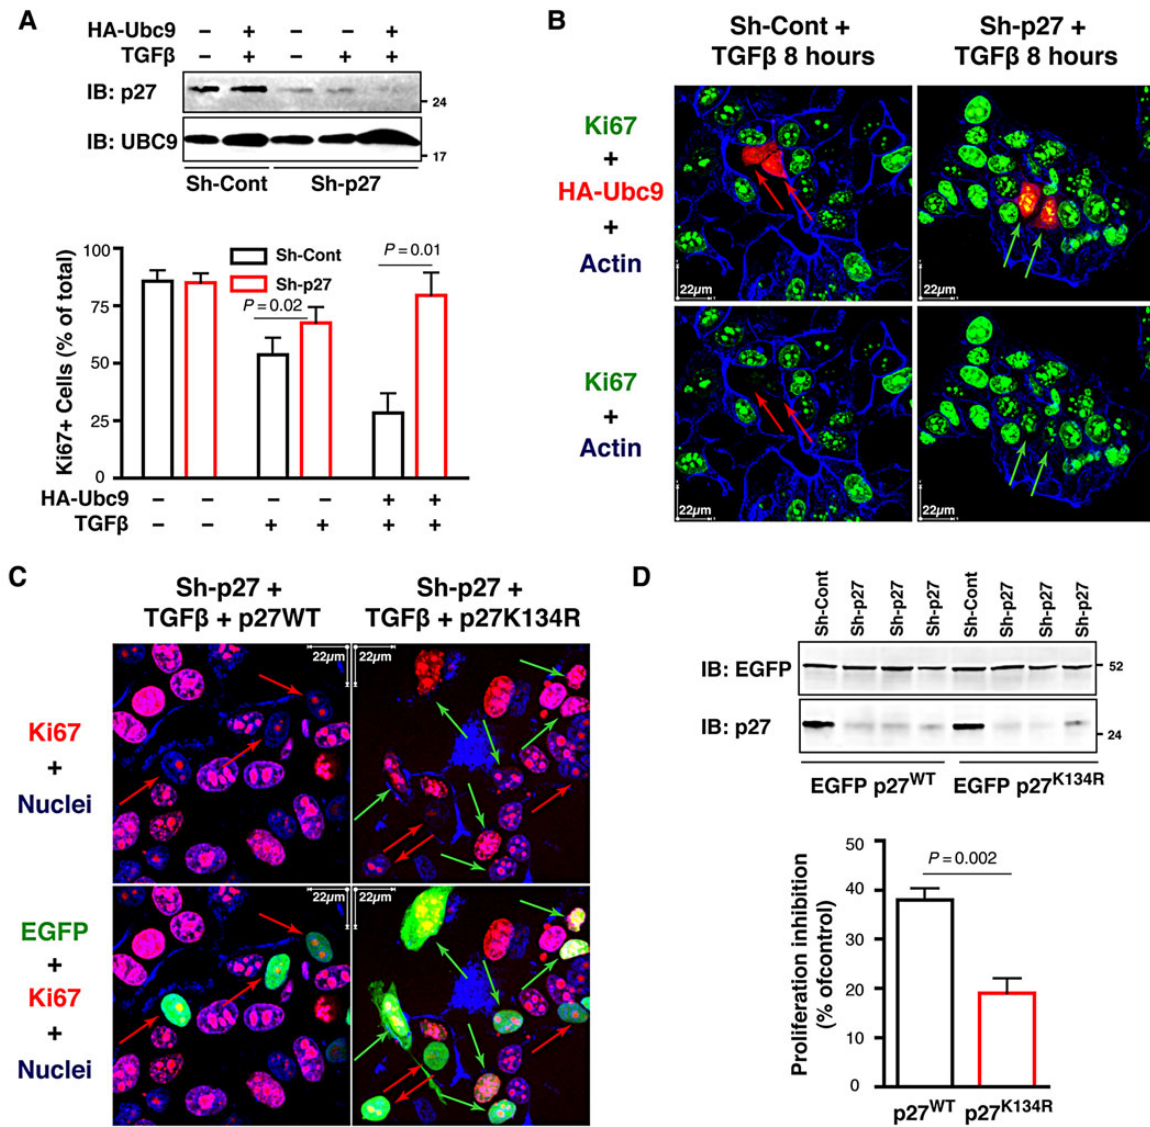 A
HA-Ubc9 – + – – +
TGFβ – + – + +
IB: p27
24
IB: UBC9
17
Sh-Cont Sh-p27
Ki67+ Cells (% of total)
100
75
50
25
0
Sh-Cont
Sh-p27
P = 0.02
P = 0.01
HA-Ubc9 – – + +
TGFβ – – + + + +
B
Sh-Cont +
TGFβ 8 hours
Sh-p27 +
TGFβ 8 hours
Ki67
+
HA-Ubc9
+
Actin
22µm
22µm
Ki67
+
Actin
22µm
22µm
C
Sh-p27 +
TGFβ + p27WT
Sh-p27 +
TGFβ + p27K134R
Ki67
+
Nuclei
22µm
22µm
EGFP
+
Ki67
+
Nuclei
22µm
22µm
D
Sh-Cont
Sh-p27
Sh-p27
Sh-p27
Sh-Cont
Sh-p27
Sh-p27
Sh-p27
IB: EGFP
52
IB: p27
24
EGFP p27WT EGFP p27K134R
Proliferation inhibition
(% ofcontrol)
50
40
30
20
10
0
P = 0.002
p27WT p27K134R